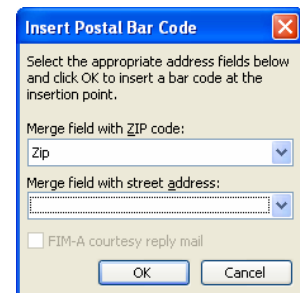 Insert Postal Bar Code
Select the appropriate address fields below
and click OK to insert a bar code at the
insertion point.
Merge field with ZIP code:
Zip
Merge field with street address:
FIM-A courtesy reply mail
OK Cancel